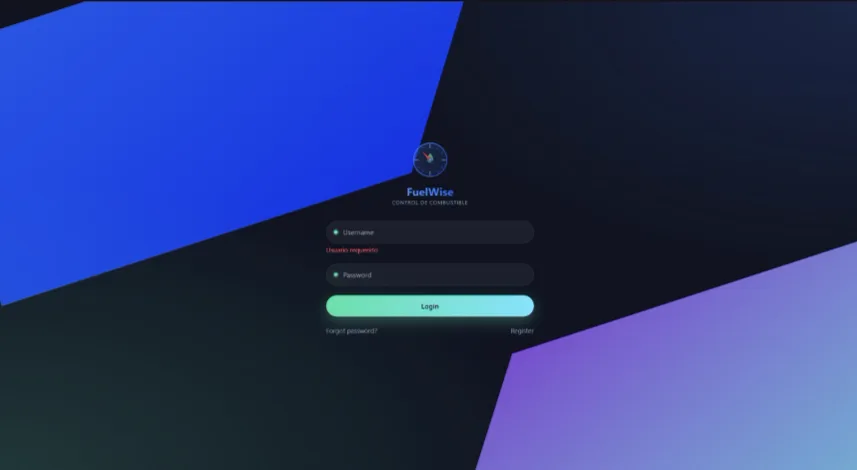 FuelWise
CONTROL DE COMBUSTIBLE
Username
Usuario requerido
Password
Login
Forgot password?
Register